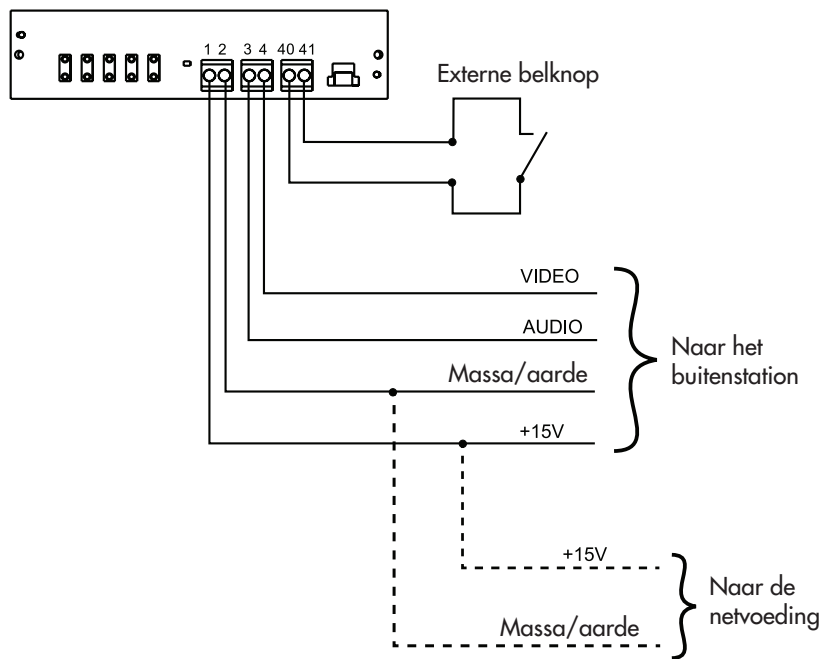 1 2 3 4 40 41
Externe belknop
VIDEO
AUDIO
Massa/aarde
+15V
Naar het
buitenstation
+15V
Massa/aarde
Naar de
netvoeding